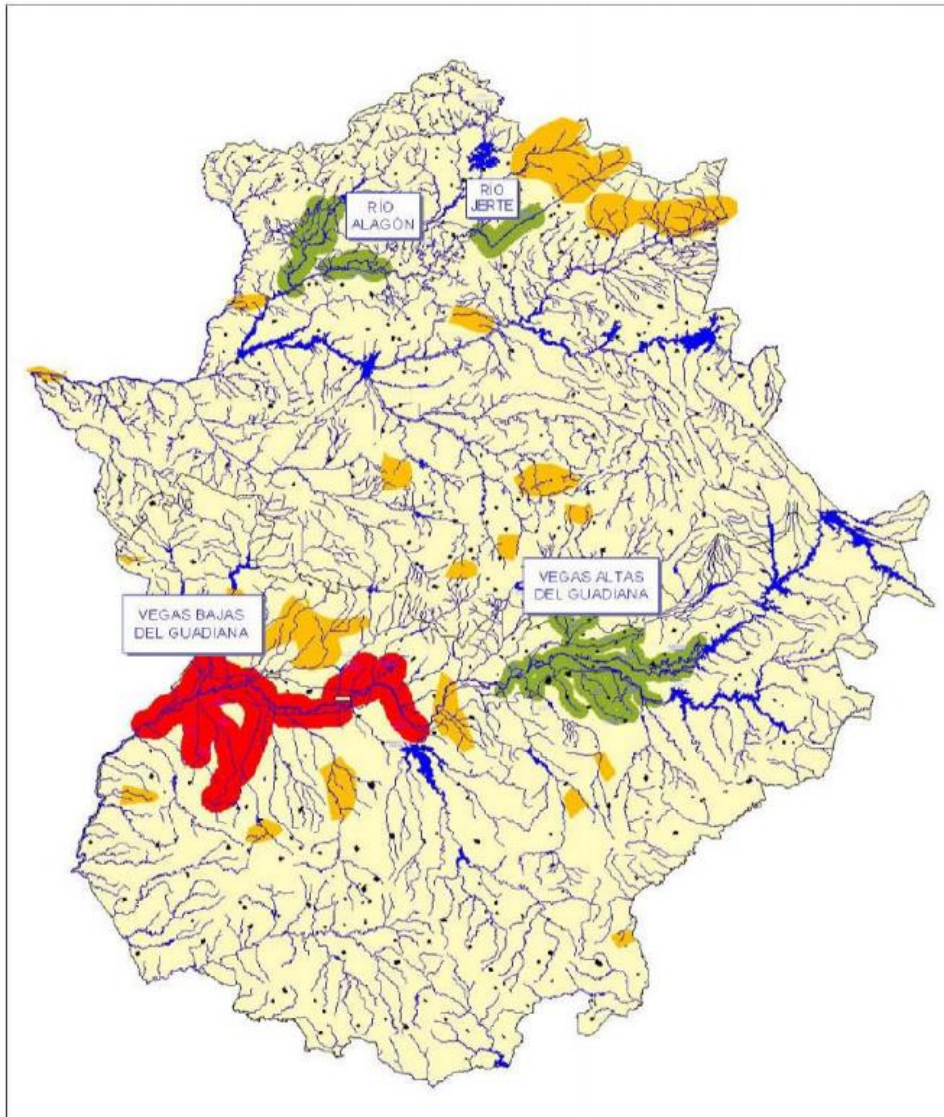 RÍO
ALAGÓN
RÍO
JERTE
VEGAS ALTAS
DEL GUADIANA
VEGAS BAJAS
DEL GUADIANA